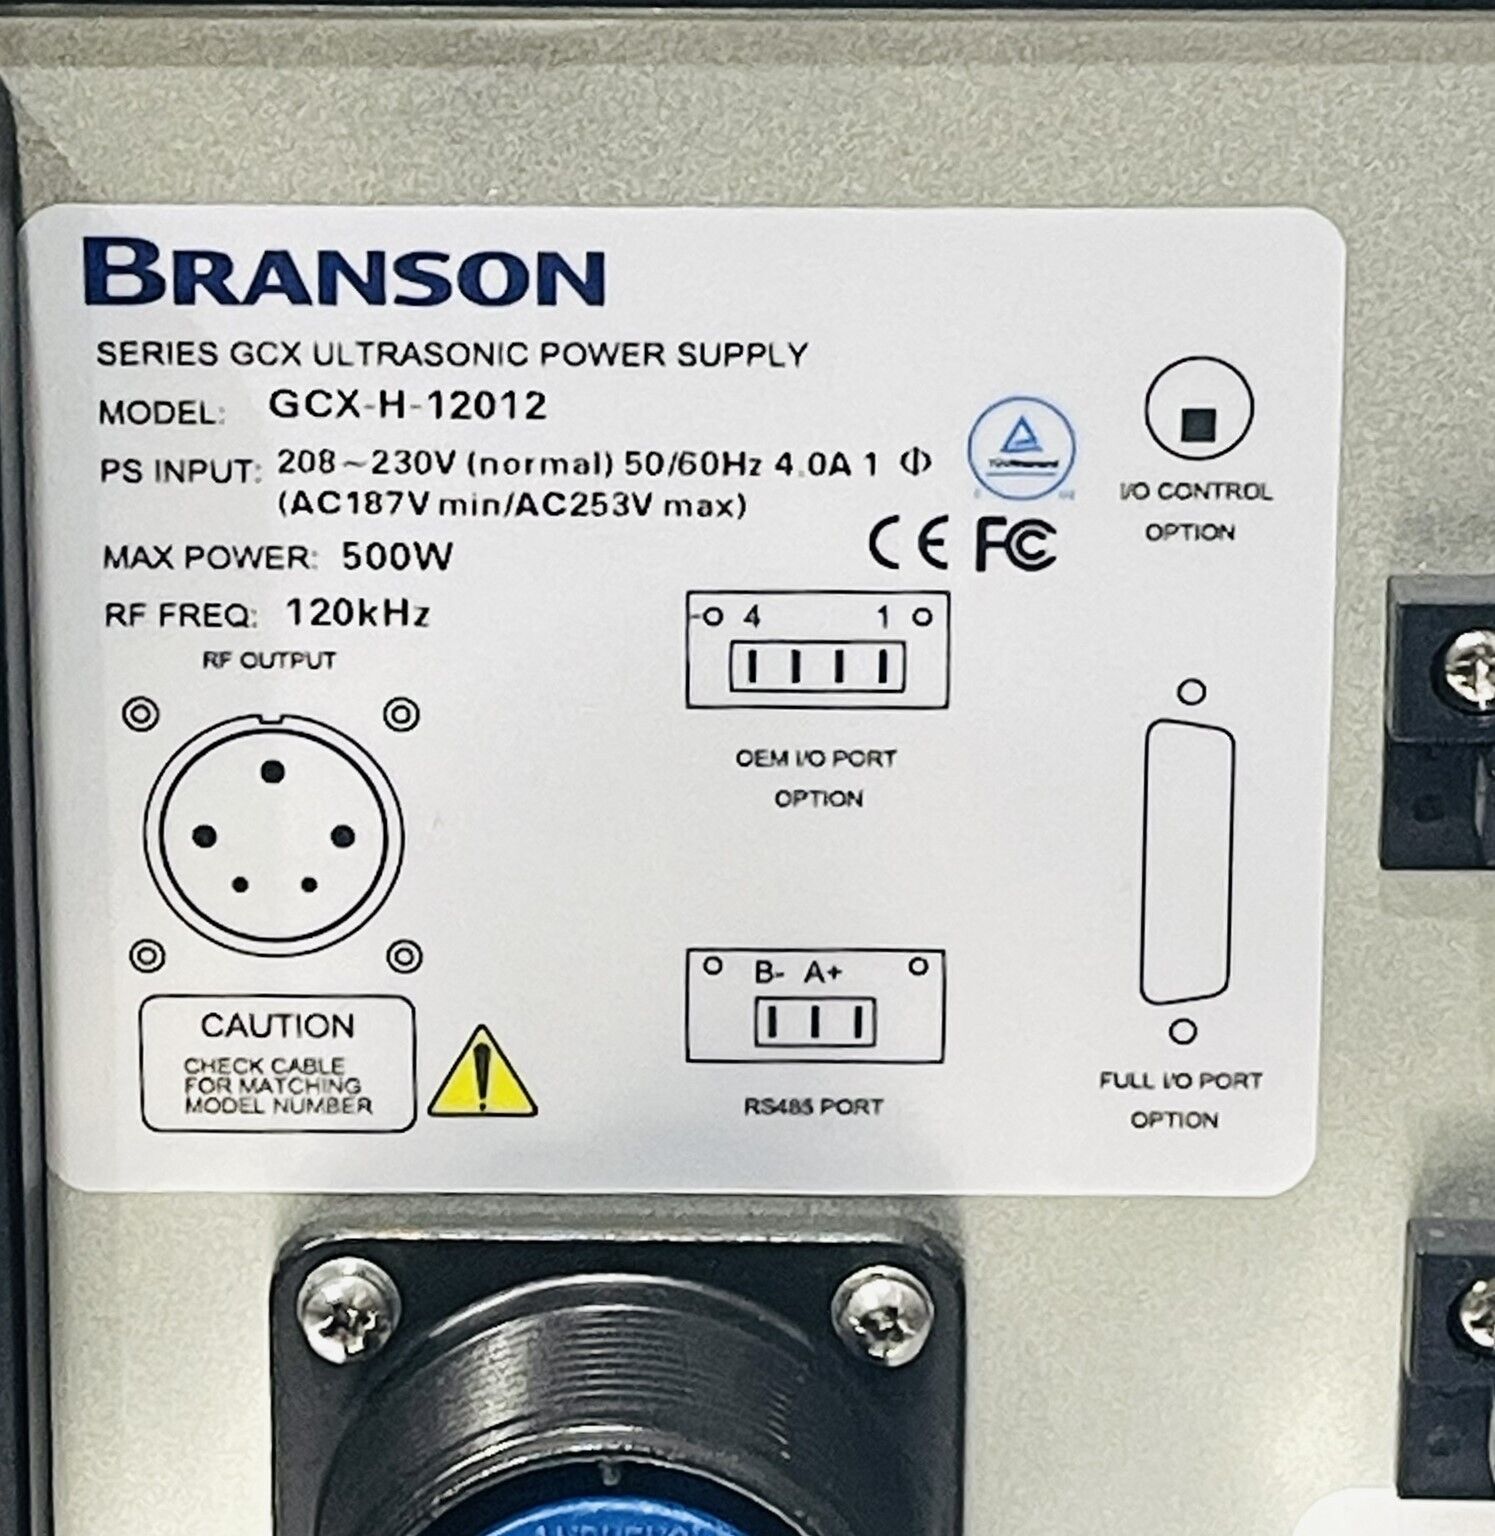 BRANSON
SERIES GCX ULTRASONIC POWER SUPPLY
MODEL: GCX-H-12012
PS INPUT: 208~230V (normal) 50/60Hz 4.0A 1 Φ
(AC187V min/AC253V max)
MAX POWER: 500W
RF FREQ: 120kHz
RF OUTPUT
CE FC
I/O CONTROL
OPTION
4 1
OEM I/O PORT
OPTION
B- A+
RS485 PORT
FULL I/O PORT
OPTION
CAUTION
CHECK CABLE
FOR MATCHING
MODEL NUMBER
!